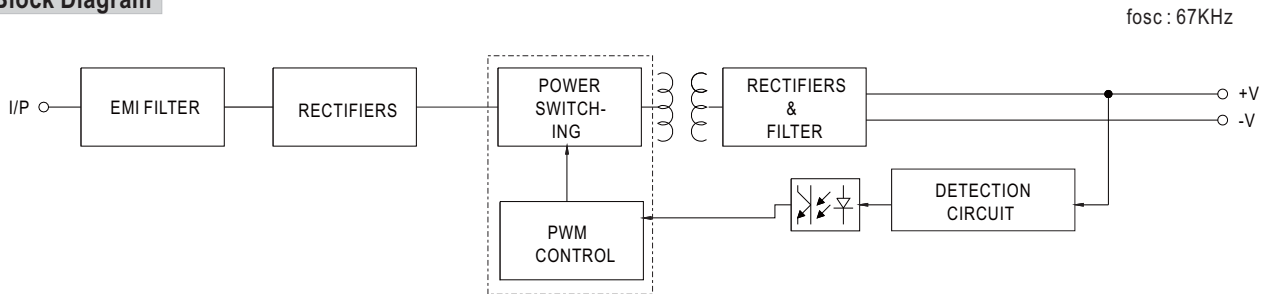 Block Diagram
fosc : 67KHz
I/P
EMI FILTER
RECTIFIERS
POWER
SWITCH-
ING
RECTIFIERS
&
FILTER
+V
-V
DETECTION
CIRCUIT
PWM
CONTROL